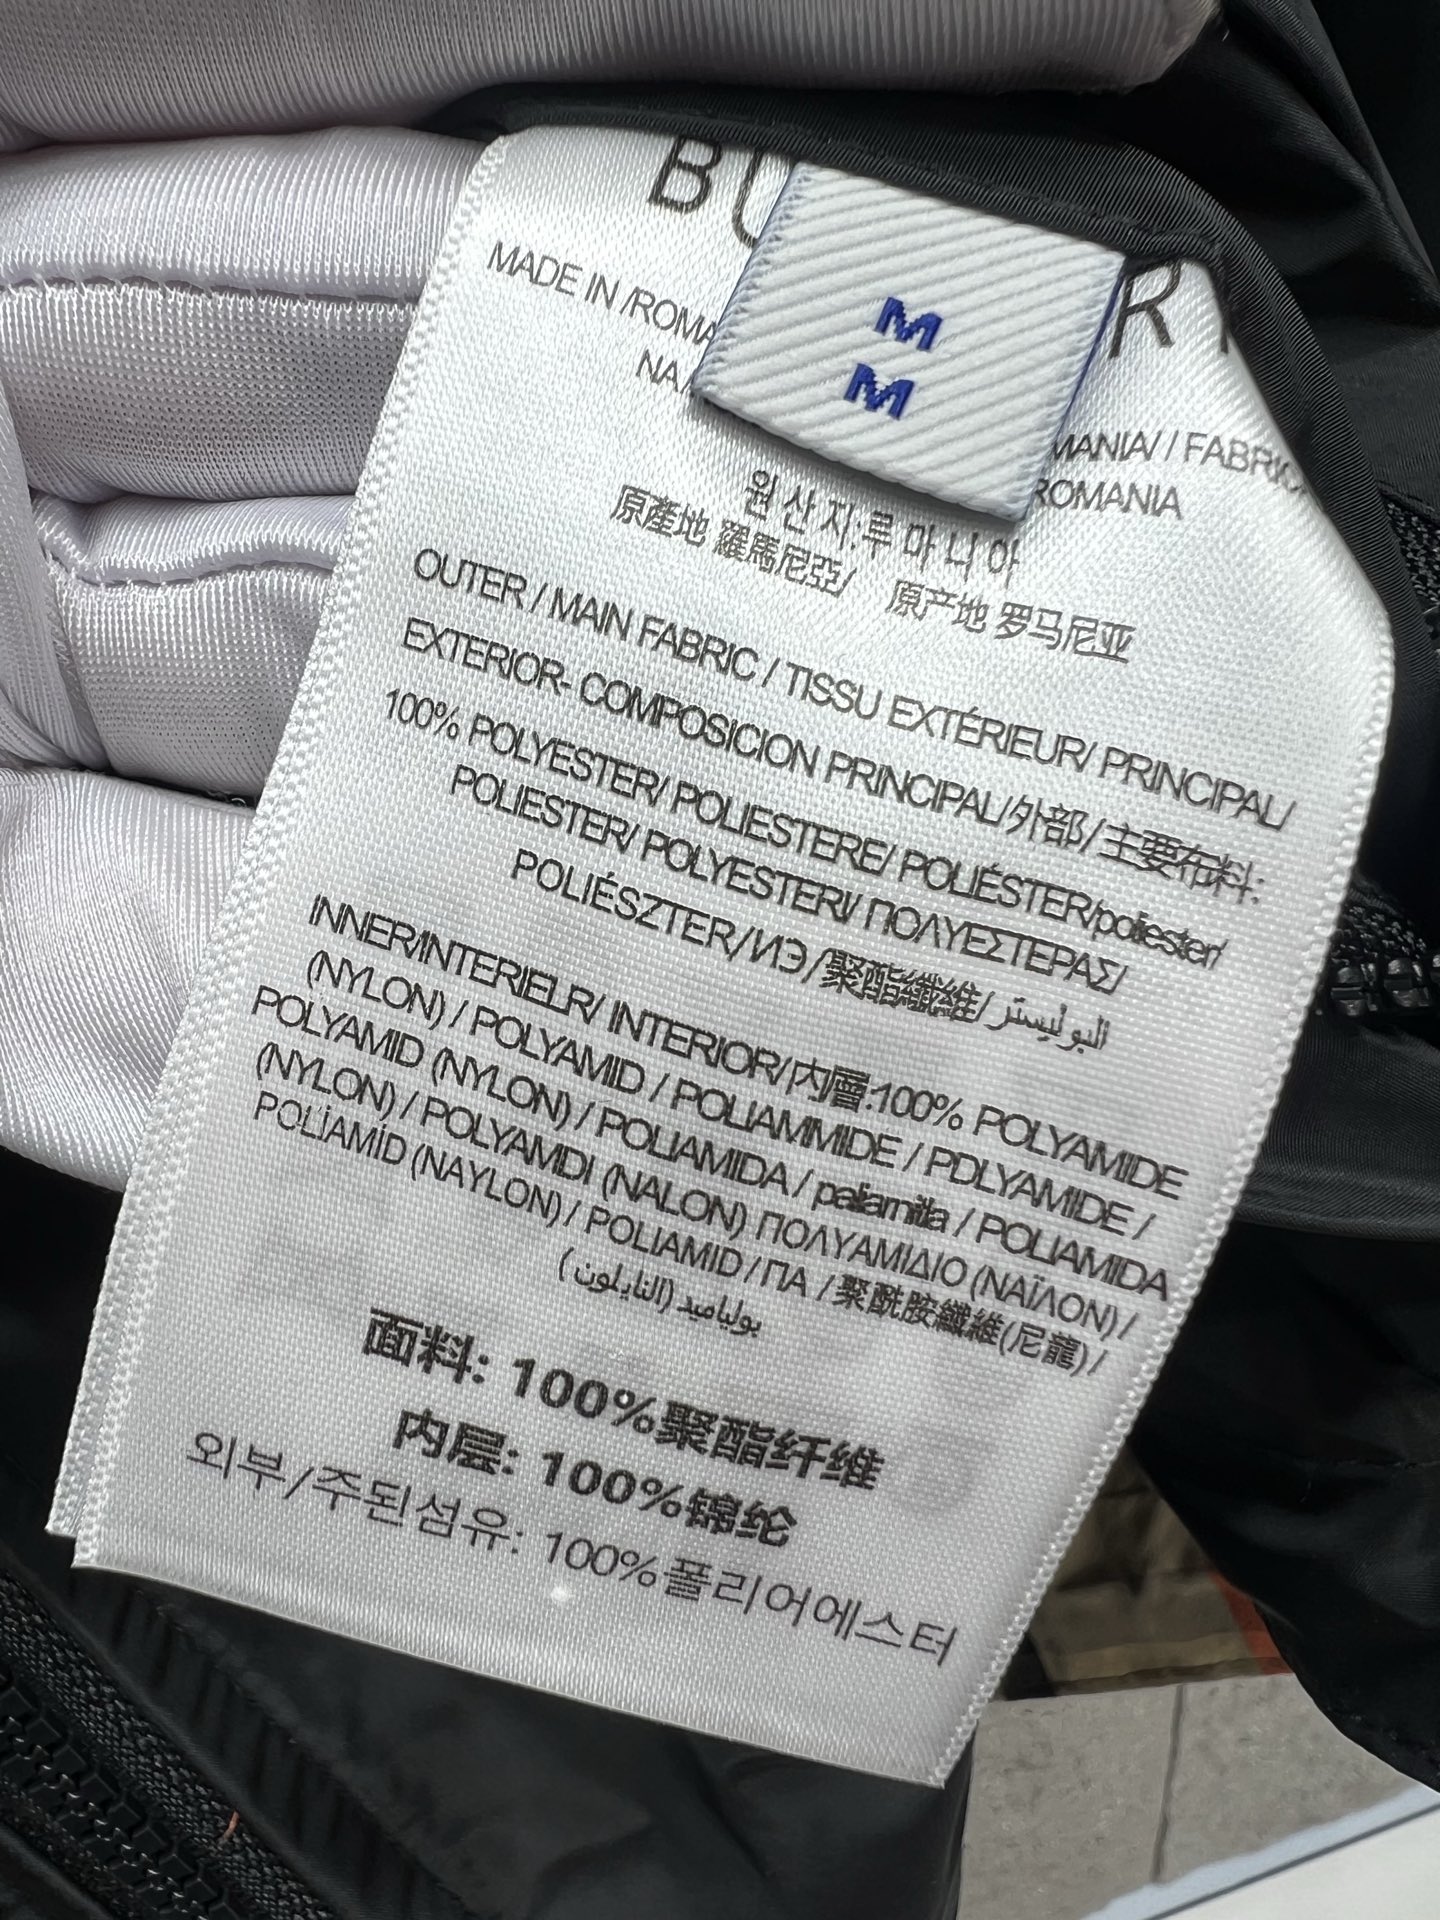 BU RY
M
M
MADE IN /ROMA
NA/ MANIA/ / FABRIC
ROMANIA
원산지:루마니아
原產地 羅馬尼亞/ 原产地 罗马尼亚
OUTER / MAIN FABRIC / TISSU EXTÉRIEUR/ PRINCIPAL/
EXTERIOR- COMPOSICION PRINCIPAL/外部/主要布料:
100% POLYESTER/ POLIESTERE/ POLIÉSTER/poliester/
POLIESTER/ POLYESTERI/ ΠΟΛΥΕΣΤΕΡΑΣ/
POLIÉSZTER/ИЭ/聚酯纖維/البوليستر
INNER/INTERIELR/ INTERIOR/内層:100% POLYAMIDE
(NYLON) / POLYAMID / POLIAMMIDE / PDLYAMIDE /
POLYAMID (NYLON) / POLIAMIDA / paliamitla / POLIAMIDA
(NYLON) / POLYAMDI (NALON) ΠΟΛΥΑΜΙΔΙΟ (ΝΑΪΛΟΝ) /
POLİAMİD (NAYLON) / POLIAMID / ПА / 聚酰胺纖維(尼龍) /
بولياميد (النايلون)
面料: 100%聚酯纤维
内层: 100%锦纶
외부/주된섬유: 100%폴리어에스터